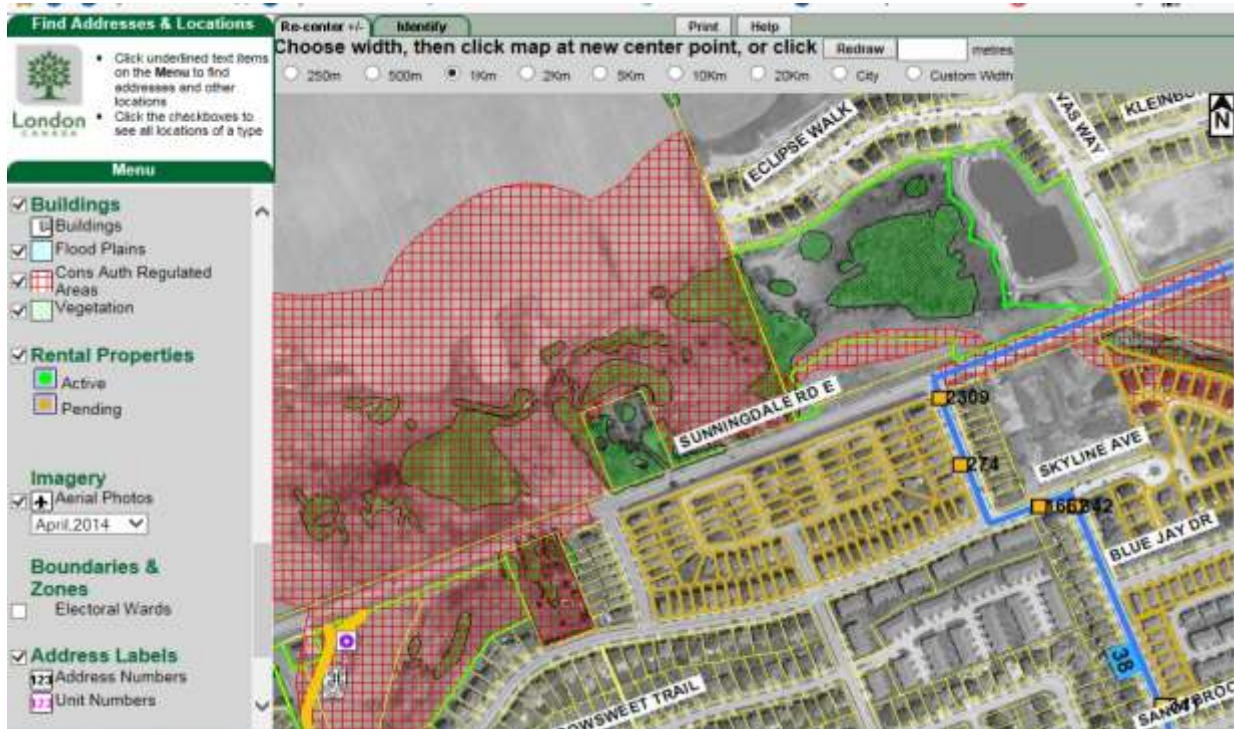 Find Addresses & Locations
London
CANADA
• Click underlined text items
on the Menu to find
addresses and other
locations
• Click the checkboxes to
see all locations of a type
Menu
Buildings
Buildings
Flood Plains
Cons Auth Regulated
Areas
Vegetation
Rental Properties
Active
Pending
Imagery
Aerial Photos
April.2014
Boundaries &
Zones
Electoral Wards
Address Labels
123 Address Numbers
Unit Numbers
Re-center +/-
Identify
Print
Help
Choose width, then click map at new center point, or click Redraw metres
250m 500m 1Km 2Km 5Km 10Km 20Km City Custom Width
ECLIPSE WALK
VAS WAY
N
SUNNINGDALE RD E
2309
274
SKYLINE AVE
BLUE JAY DR
38
OWSWEET TRAIL